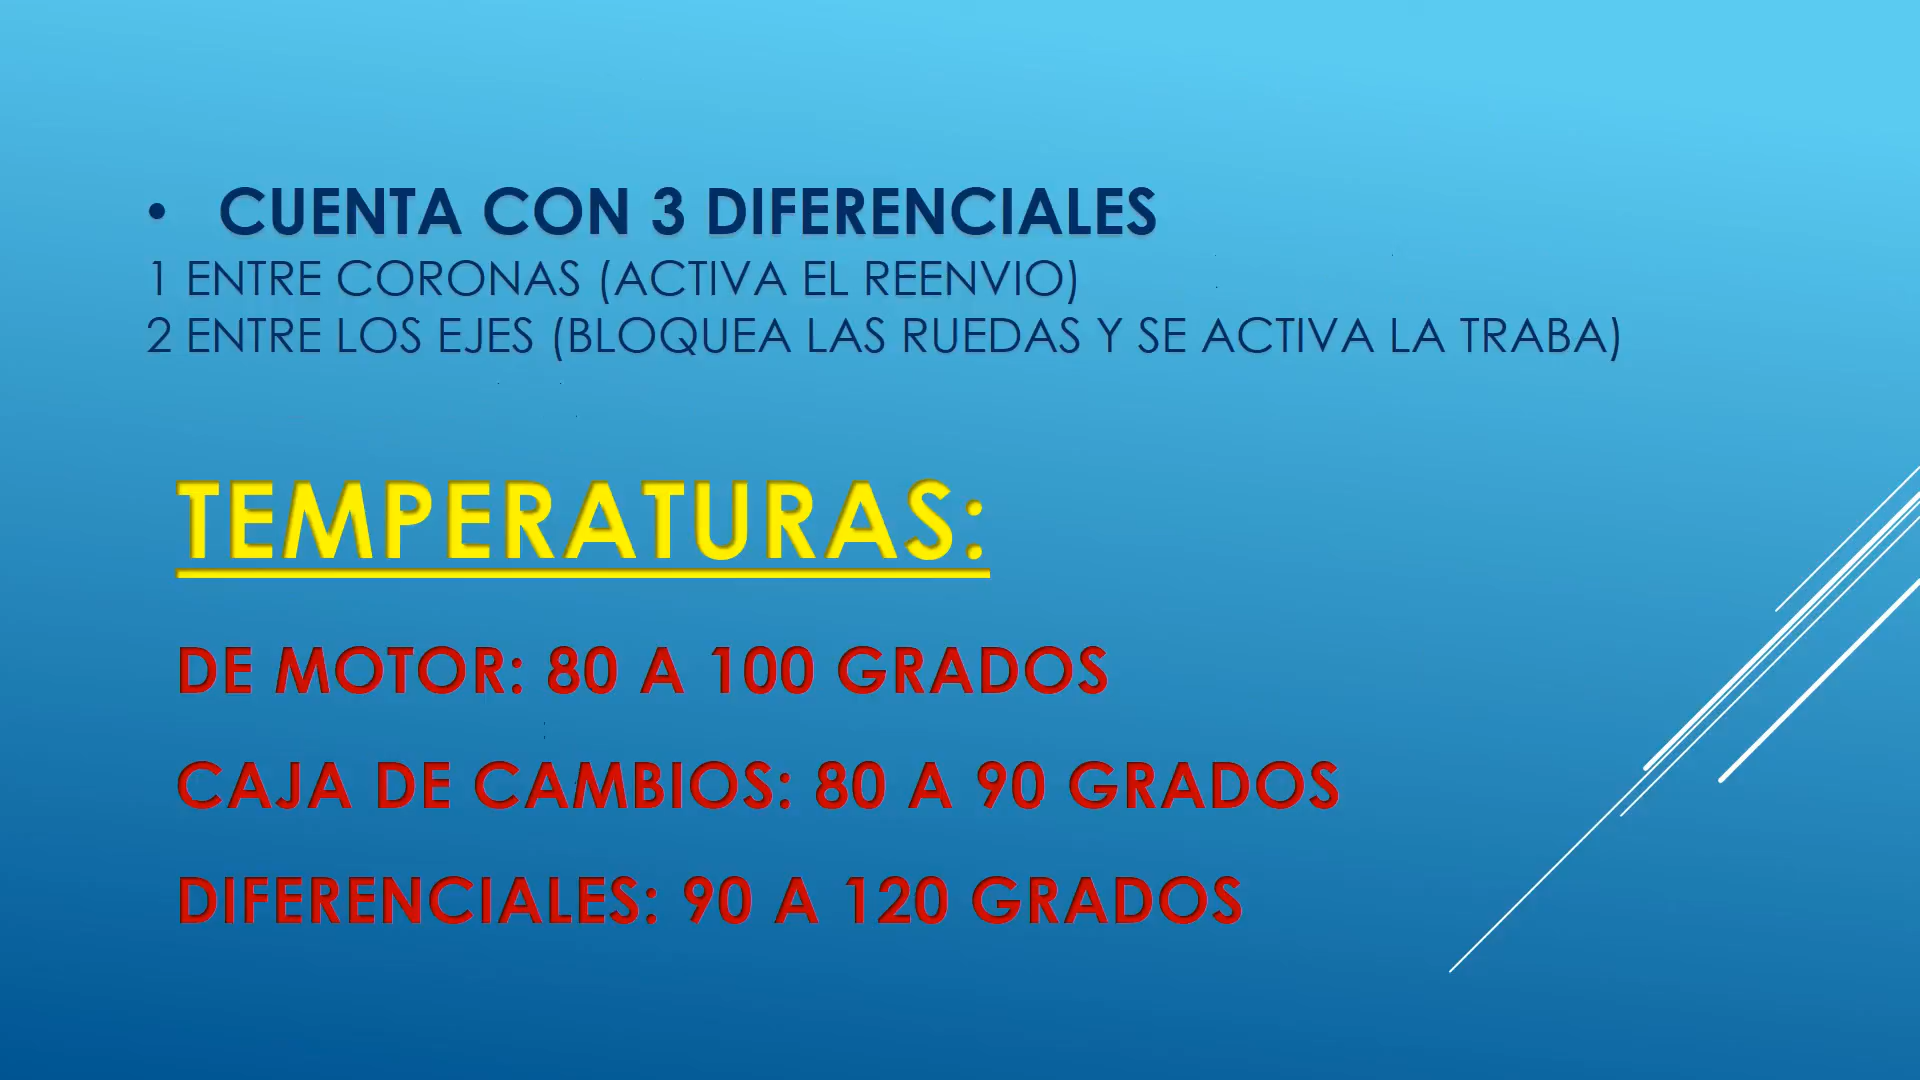 • CUENTA CON 3 DIFERENCIALES
1 ENTRE CORONAS (ACTIVA EL REENVIO)
2 ENTRE LOS EJES (BLOQUEA LAS RUEDAS Y SE ACTIVA LA TRABA)
TEMPERATURAS:
DE MOTOR: 80 A 100 GRADOS
CAJA DE CAMBIOS: 80 A 90 GRADOS
DIFERENCIALES: 90 A 120 GRADOS